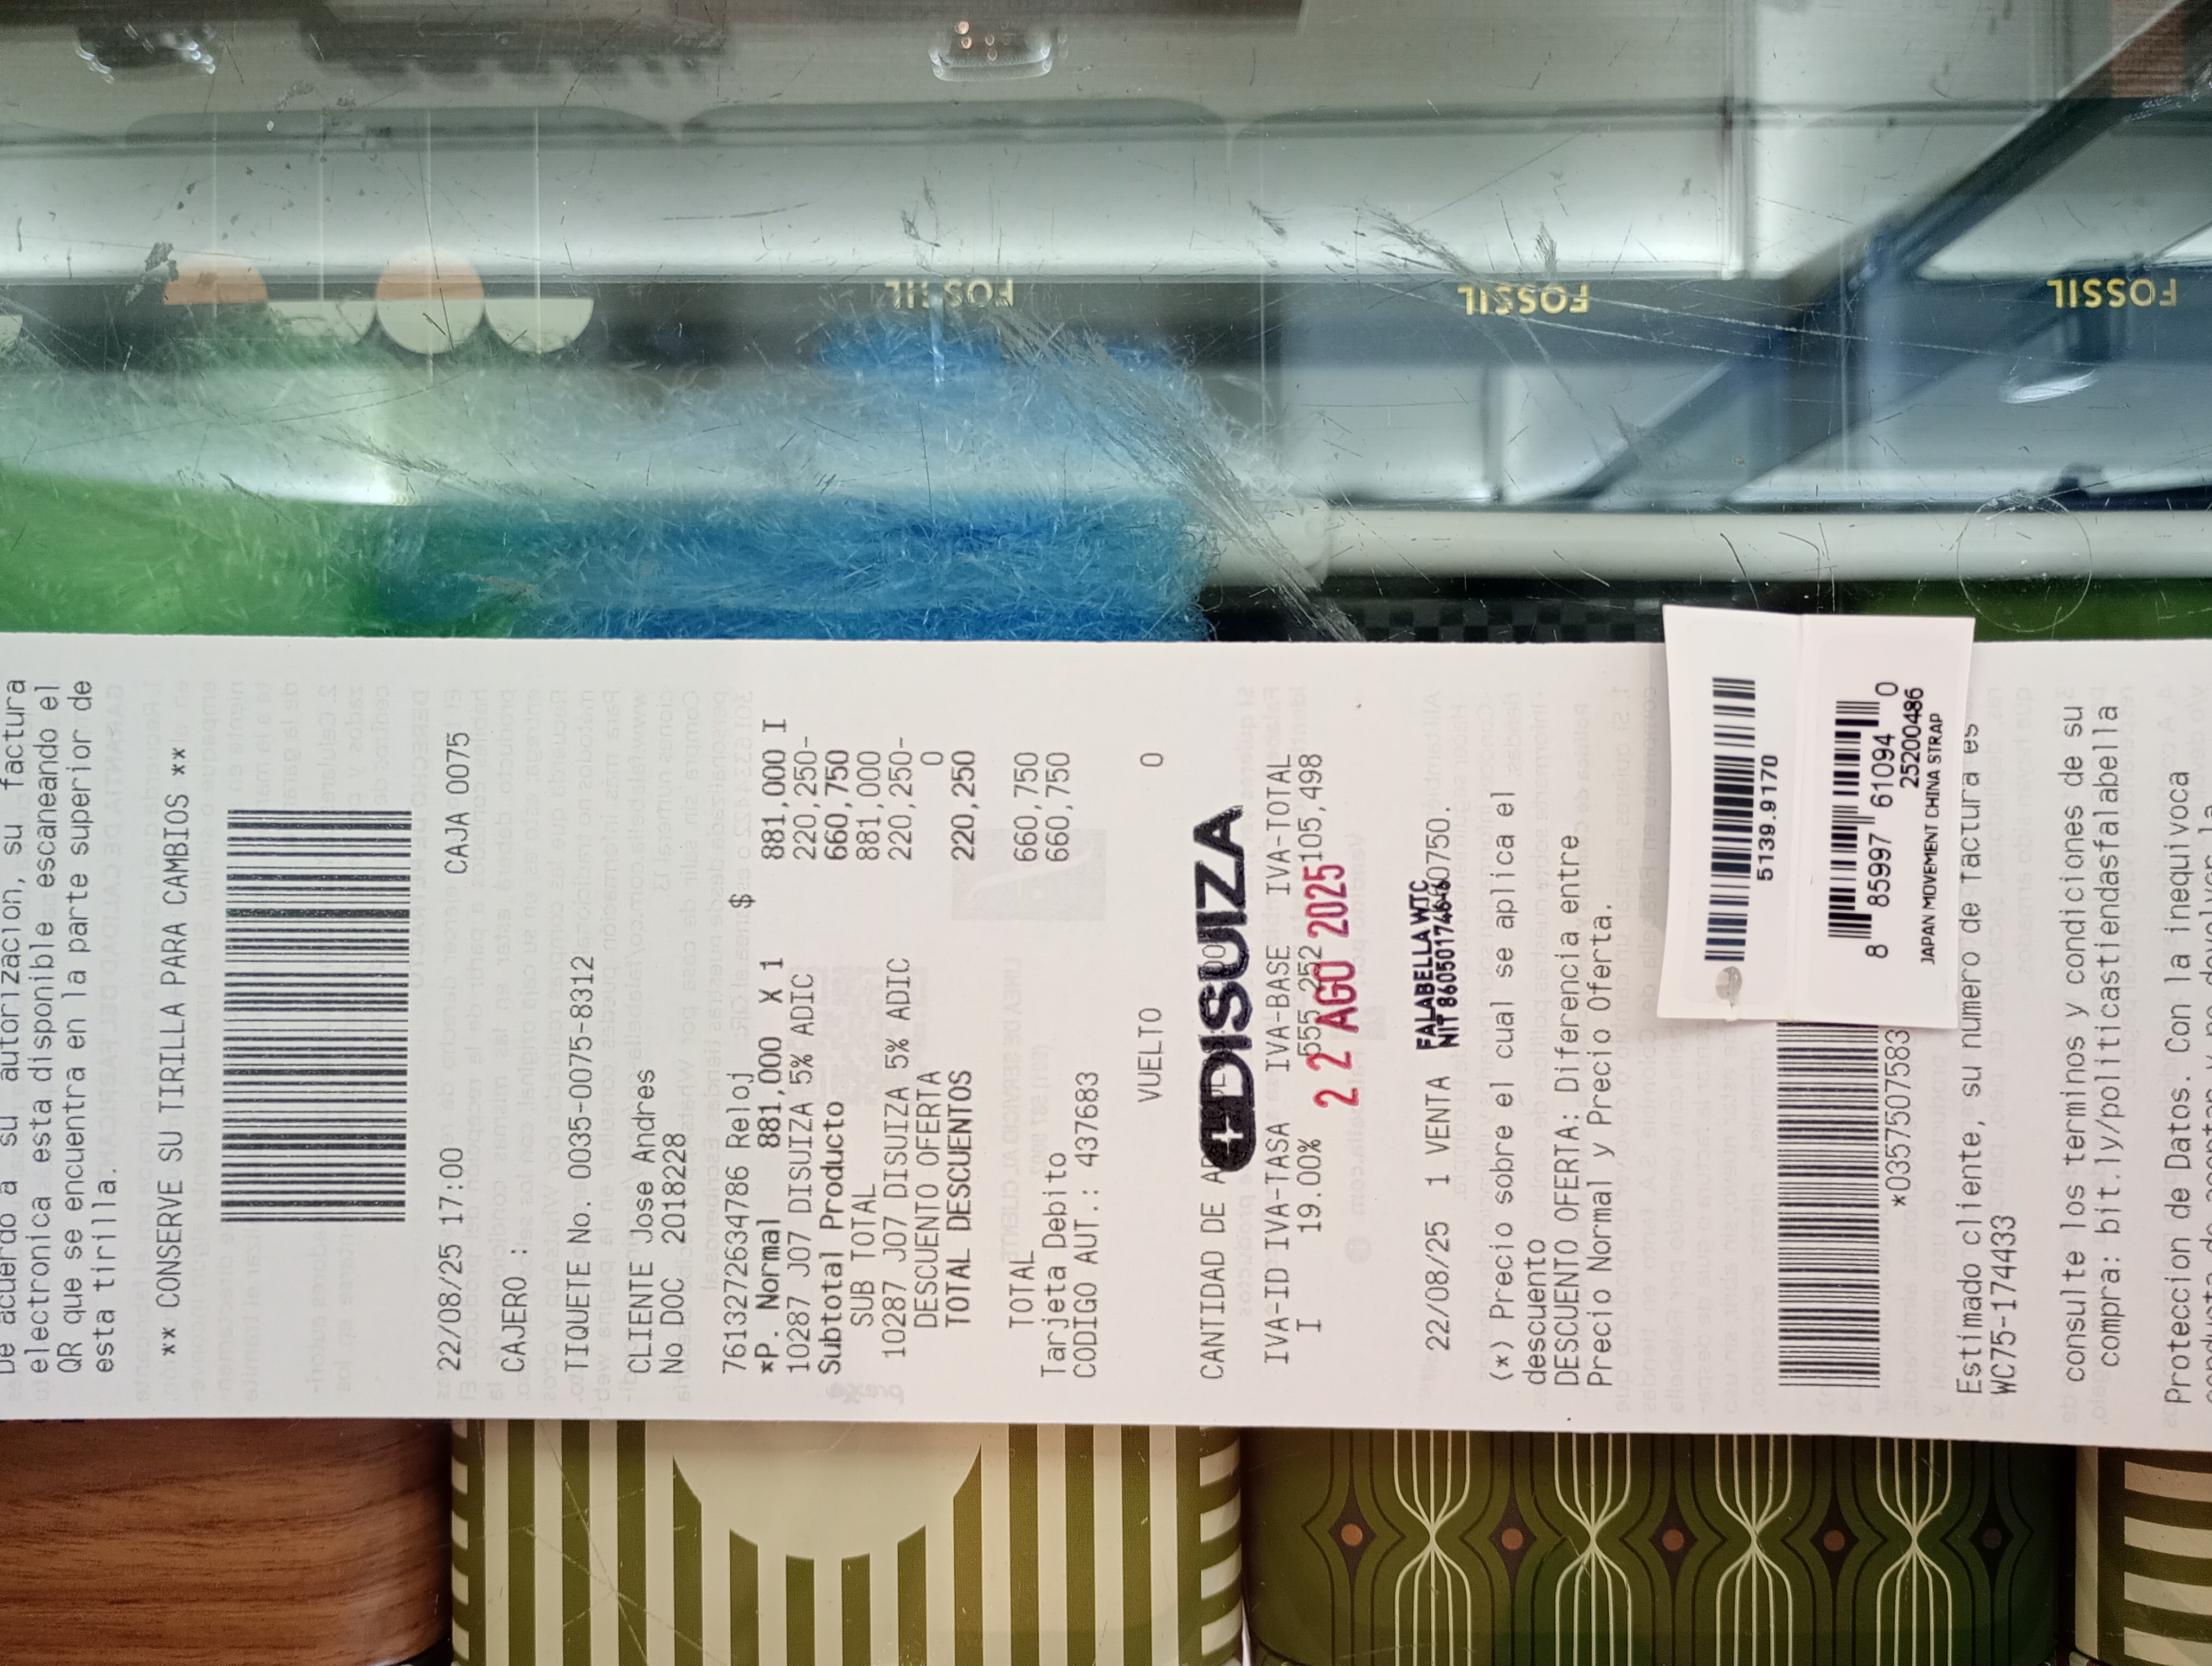 De acuerdo a su autorizacion, su factura
electronica esta disponible escaneando el
QR que se encuentra en la parte superior de
esta tirilla.
** CONSERVE SU TIRILLA PARA CAMBIOS **
22/08/25 17:00 CAJA 0075
CAJERO :
TIQUETE No. 0035-0075-8312
CLIENTE Jose Andres
No DOC 20182228
7613272634786 Reloj $
*P. Normal 881,000 X 1 881,000 I
10287 J07 DISUIZA 5% ADIC 220,250-
Subtotal Producto 660,750
SUB TOTAL 881,000
10287 J07 DISUIZA 5% ADIC 220,250-
DESCUENTO OFERTA 0
TOTAL DESCUENTOS 220,250
TOTAL 660,750
Tarjeta Debito 660,750
CODIGO AUT.: 437683
VUELTO 0
CANTIDAD DE
DISUIZA
IVA-ID IVA-TASA IVA-BASE IVA-TOTAL
I 19.00% 555,252 105,498
22 AGO 2025
FALABELLA WTC
NIT
22/08/25 1 VENTA
(*) Precio sobre el cual se aplica el
descuento
DESCUENTO OFERTA: Diferencia entre
Precio Normal y Precio Oferta.
5139.9170
8 85997 61094 0
252200486
JAPAN MOVEMENT CHINA STRAP
*0357507583
Estimado cliente, su numero de factura es
WC75-174433
consulte los terminos y condiciones de su
compra: bit.ly/politicastiendasfalabella
Proteccion de Datos. Con la inequivoca
FOSSIL
FOSSIL
FOSSIL